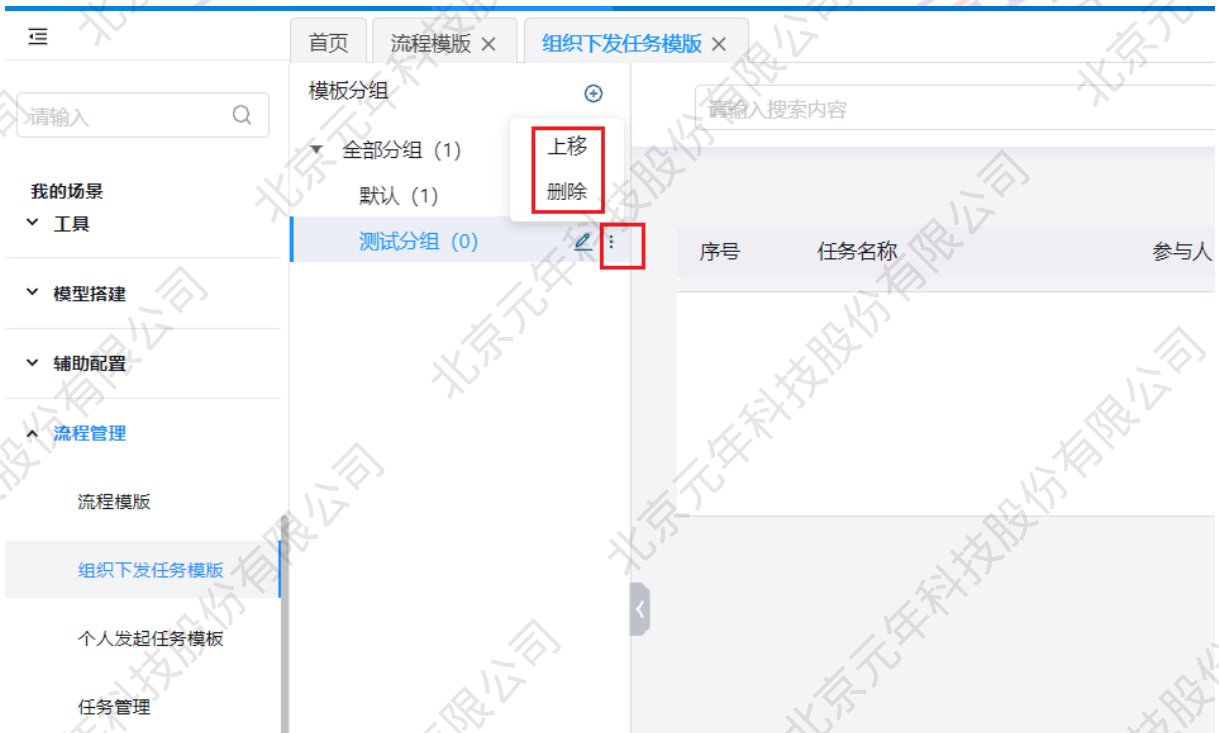 首页
流程模版
组织下发任务模版
请输入
模板分组
请输入搜索内容
上移
删除
全部分组 (1)
默认 (1)
测试分组 (0)
我的场景
工具
模型搭建
辅助配置
流程管理
流程模版
组织下发任务模版
个人发起任务模板
任务管理
序号
任务名称
参与人
北京元年科技股份有限公司